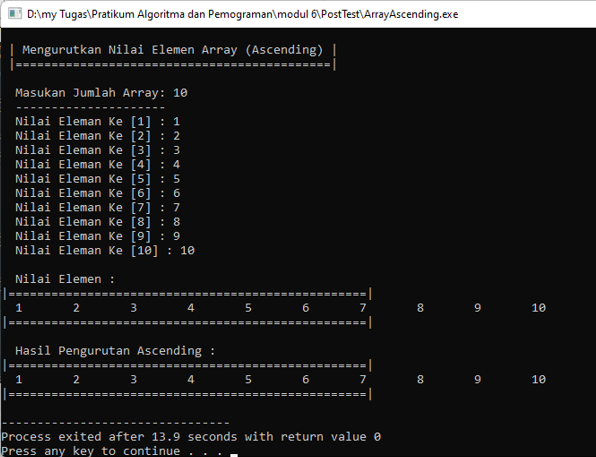 D:\my Tugas\Pratikum Algoritma dan Pemograman\modul 6\PostTest\ArrayAscending.exe
| Mengurutkan Nilai Elemen Array (Ascending) |
|============================================|
Masukan Jumlah Array: 10
---------------------
Nilai Eleman Ke [1] : 1
Nilai Eleman Ke [2] : 2
Nilai Eleman Ke [3] : 3
Nilai Eleman Ke [4] : 4
Nilai Eleman Ke [5] : 5
Nilai Eleman Ke [6] : 6
Nilai Eleman Ke [7] : 7
Nilai Eleman Ke [8] : 8
Nilai Eleman Ke [9] : 9
Nilai Eleman Ke [10] : 10
Nilai Elemen :
|==================================================|
1 2 3 4 5 6 7 8 9 10
|==================================================|
Hasil Pengurutan Ascending :
|==================================================|
1 2 3 4 5 6 7 8 9 10
|==================================================|
--------------------------------
Process exited after 13.9 seconds with return value 0
Press any key to continue . . .